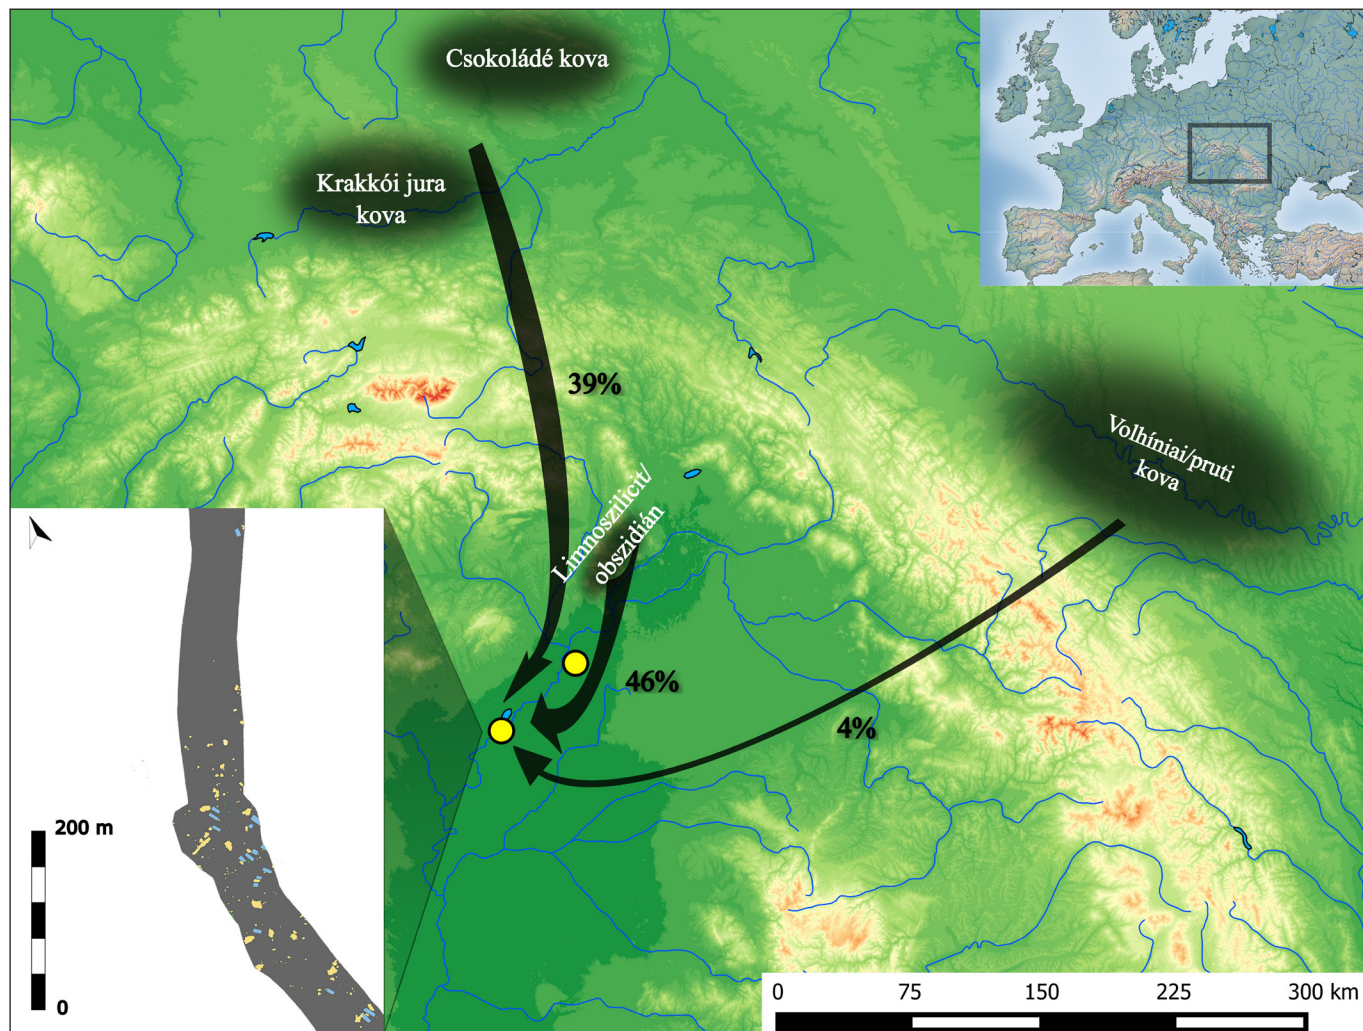 Csokoládé kova
Krakkói jura
kova
39%
Volhíniai/pruti
kova
Limnoszilicit/
obszidián
46%
4%
200 m
0
0 75 150 225 300 km